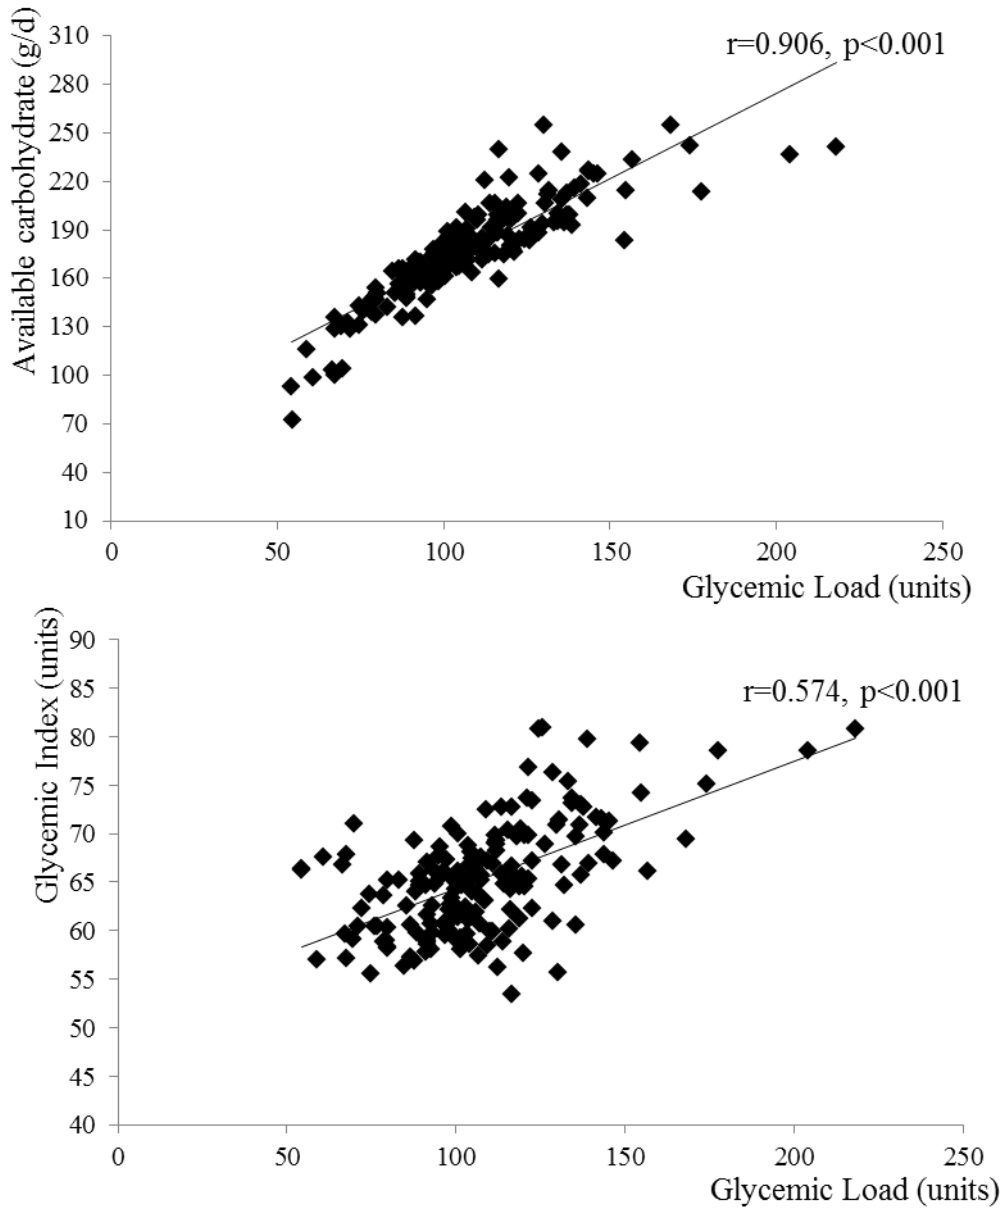 Available carbohydrate (g/d)
310
280
250
220
190
160
130
100
70
40
10
r=0.906, p<0.001
0 50 100 150 200 250
Glycemic Load (units)
Glycemic Index (units)
90
85
80
75
70
65
60
55
50
45
40
r=0.574, p<0.001
0 50 100 150 200 250
Glycemic Load (units)